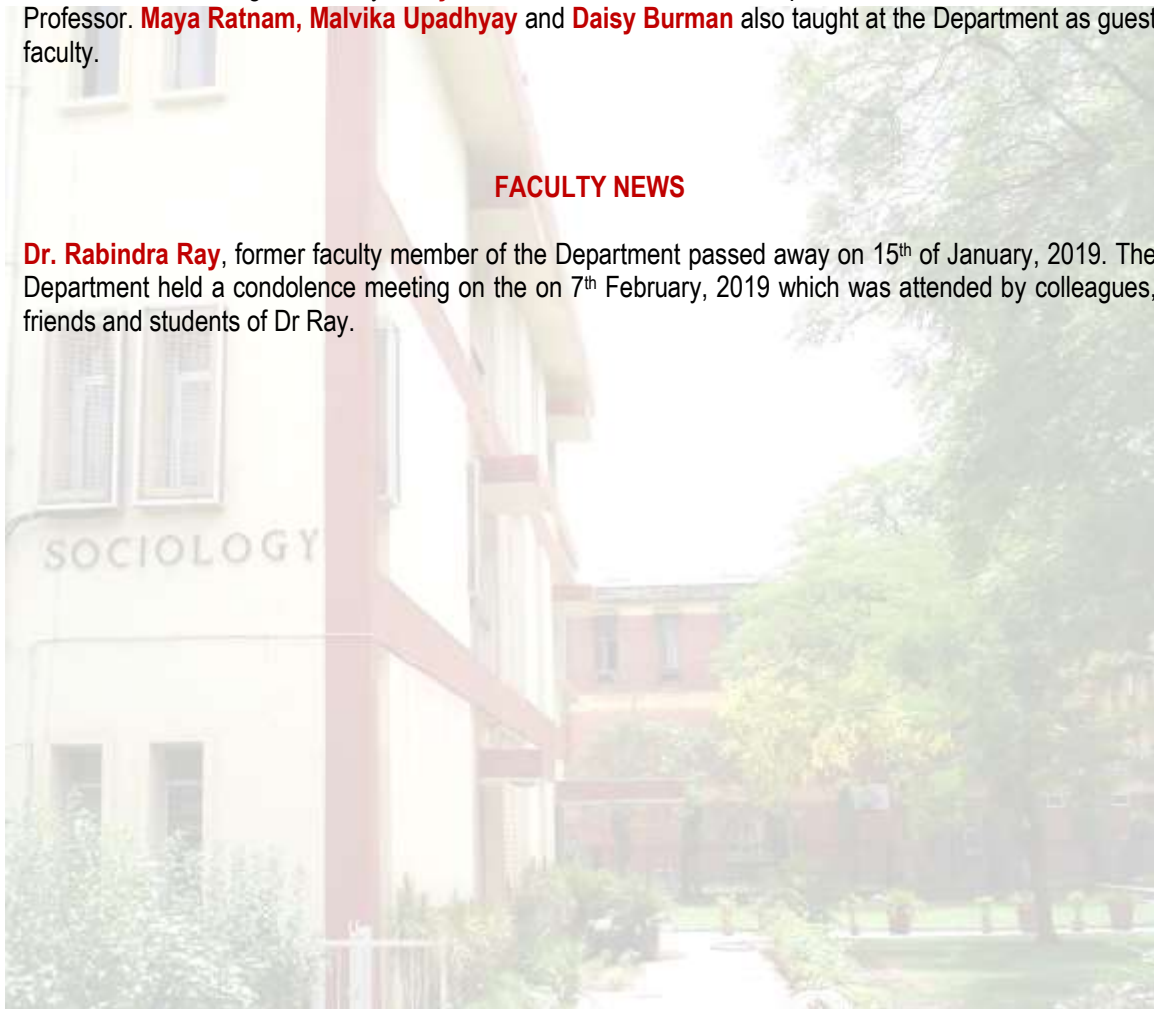 Professor. Maya Ratnam, Malvika Upadhyay and Daisy Burman also taught at the Department as guest
faculty.
FACULTY NEWS
Dr. Rabindra Ray, former faculty member of the Department passed away on 15th of January, 2019. The
Department held a condolence meeting on the on 7th February, 2019 which was attended by colleagues,
friends and students of Dr Ray.
SOCIOLOGY